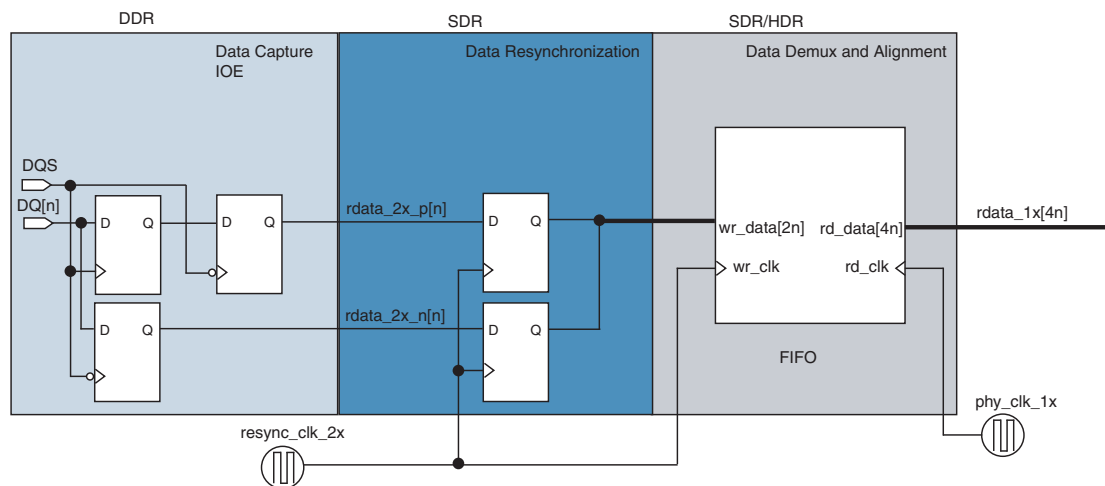 DDR
SDR
SDR/HDR
Data Capture
IOE
Data Resynchronization
Data Demux and Alignment
DQS
DQ[n]
D
Q
D
Q
rdata_2x_p[n]
D
Q
wr_data[2n]
rd_data[4n]
rdata_1x[4n]
wr_clk
rd_clk
D
Q
rdata_2x_n[n]
D
Q
FIFO
resync_clk_2x
phy_clk_1x